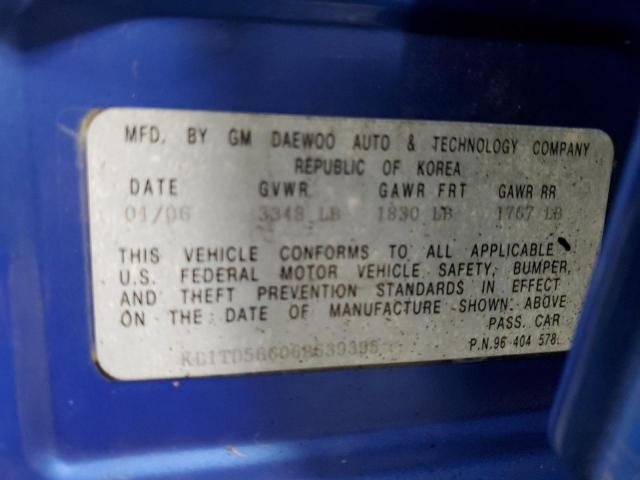 MFD. BY GM DAEWOO AUTO & TECHNOLOGY COMPANY
REPUBLIC OF KOREA
DATE GVWR GAWR FRT GAWR RR
01/06 3348 LB 1830 LB 1767 LB
THIS VEHICLE CONFORMS TO ALL APPLICABLE
U.S. FEDERAL MOTOR VEHICLE SAFETY, BUMPER,
AND THEFT PREVENTION STANDARDS IN EFFECT
ON THE DATE OF MANUFACTURE SHOWN ABOVE
PASS. CAR
P.N.96 404 578